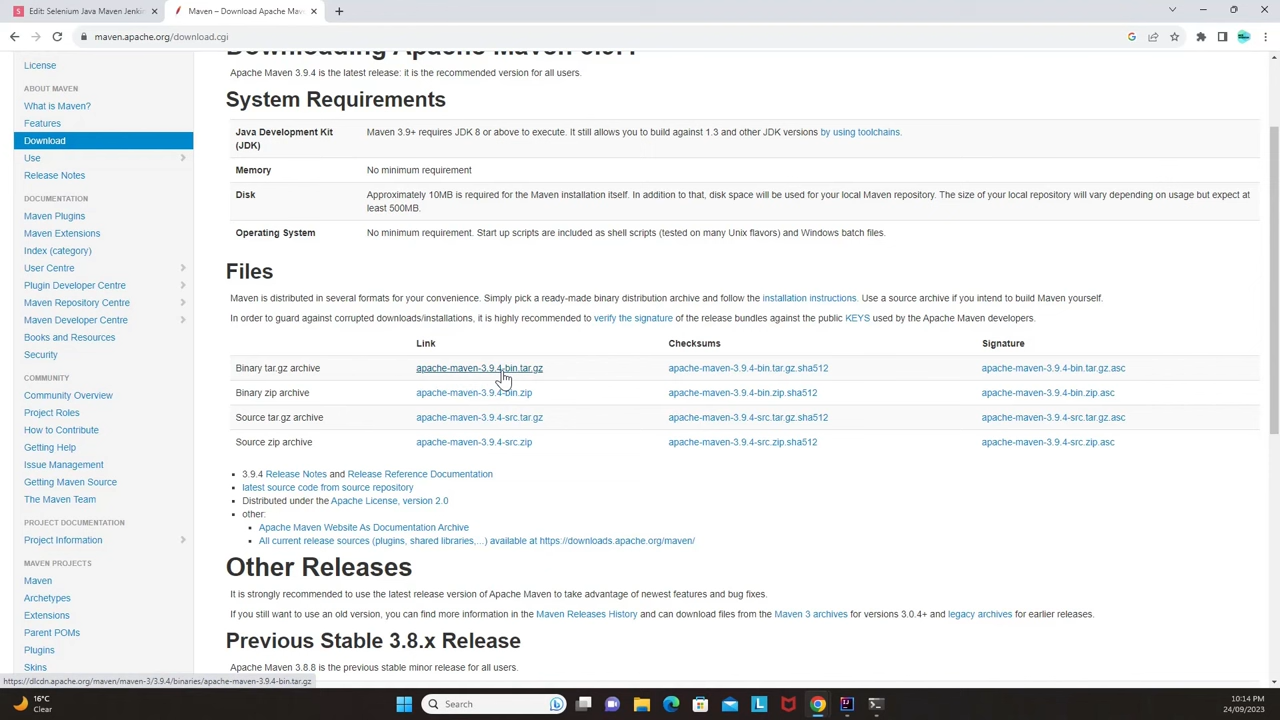 Edit: Selenium Java Maven Jenki
Maven – Download Apache Mav
maven.apache.org/download.cgi
License
ABOUT MAVEN
What is Maven?
Features
Download
Use
Release Notes
DOCUMENTATION
Maven Plugins
Maven Extensions
Index (category)
User Centre
Plugin Developer Centre
Maven Repository Centre
Maven Developer Centre
Books and Resources
Security
COMMUNITY
Community Overview
Project Roles
How to Contribute
Getting Help
Issue Management
Getting Maven Source
The Maven Team
PROJECT DOCUMENTATION
Project Information
MAVEN PROJECTS
Maven
Archetypes
Extensions
Parent POMs
Plugins
Skins
Downloading Apache Maven 3.9.4
Apache Maven 3.9.4 is the latest release: it is the recommended version for all users.
System Requirements
Java Development Kit (JDK)
Maven 3.9+ requires JDK 8 or above to execute. It still allows you to build against 1.3 and other JDK versions by using toolchains.
Memory No minimum requirement
Disk Approximately 10MB is required for the Maven installation itself. In addition to that, disk space will be used for your local Maven repository. The size of your local repository will vary depending on usage but expect at
least 500MB.
Operating System No minimum requirement. Start up scripts are included as shell scripts (tested on many Unix flavors) and Windows batch files.
Files
Maven is distributed in several formats for your convenience. Simply pick a ready-made binary distribution archive and follow the installation instructions. Use a source archive if you intend to build Maven yourself.
In order to guard against corrupted downloads/installations, it is highly recommended to verify the signature of the release bundles against the public KEYS used by the Apache Maven developers.
Link Checksums Signature
Binary tar.gz archive apache-maven-3.9.4-bin.tar.gz apache-maven-3.9.4-bin.tar.gz.sha512 apache-maven-3.9.4-bin.tar.gz.asc
Binary zip archive apache-maven-3.9.4-bin.zip apache-maven-3.9.4-bin.zip.sha512 apache-maven-3.9.4-bin.zip.asc
Source tar.gz archive apache-maven-3.9.4-src.tar.gz apache-maven-3.9.4-src.tar.gz.sha512 apache-maven-3.9.4-src.tar.gz.asc
Source zip archive apache-maven-3.9.4-src.zip apache-maven-3.9.4-src.zip.sha512 apache-maven-3.9.4-src.zip.asc
3.9.4 Release Notes and Release Reference Documentation
latest source code from source repository
Distributed under the Apache License, version 2.0
other:
Apache Maven Website As Documentation Archive
All current release sources (plugins, shared libraries,...) available at https://downloads.apache.org/maven/
Other Releases
It is strongly recommended to use the latest release version of Apache Maven to take advantage of newest features and bug fixes.
If you still want to use an old version, you can find more information in the Maven Releases History and can download files from the Maven 3 archives for versions 3.0.4+ and legacy archives for earlier releases.
Previous Stable 3.8.x Release
Apache Maven 3.8.8 is the previous stable minor release for all users.
https://dlcdn.apache.org/maven/maven-3/3.9.4/binaries/apache-maven-3.9.4-bin.tar.gz
16°C
Clear
Search
10:14 PM
24/09/2023